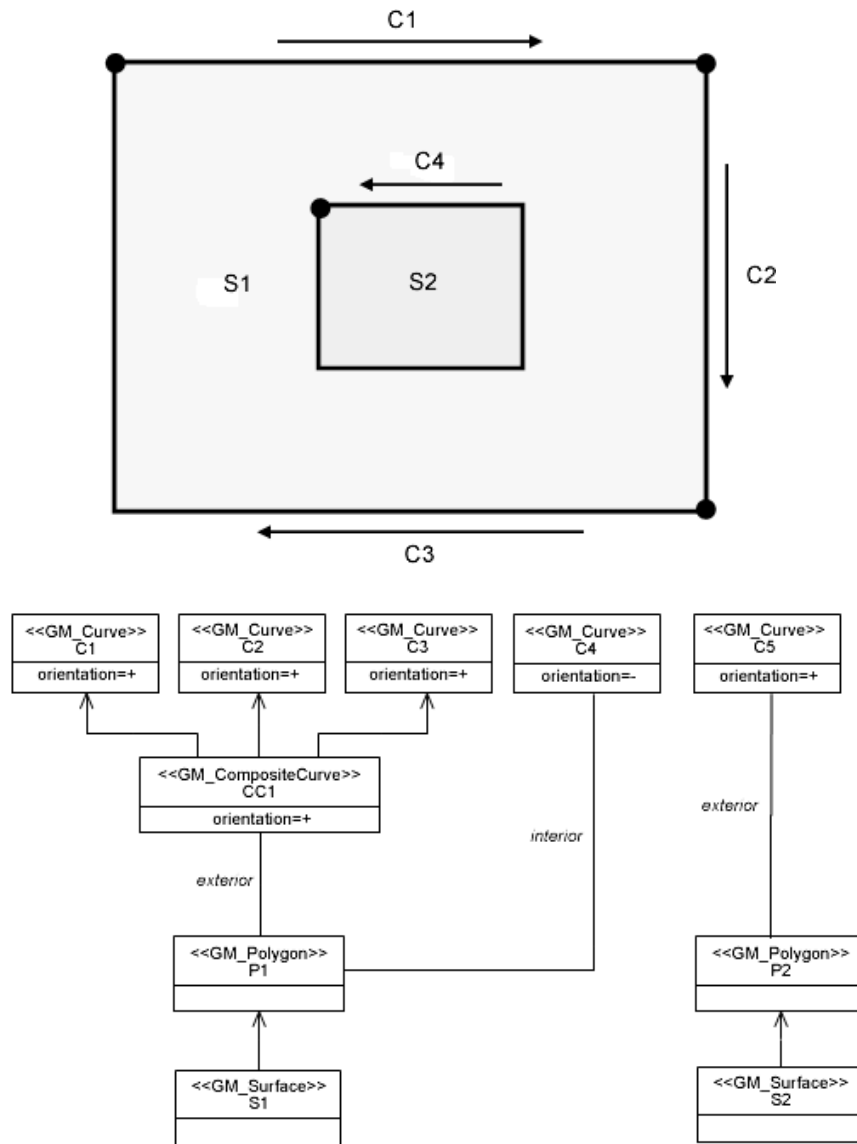 C1
C4
S1
S2
C2
C3
<<GM_Curve>>
C1
orientation=+
<<GM_Curve>>
C2
orientation=+
<<GM_Curve>>
C3
orientation=+
<<GM_Curve>>
C4
orientation=-
<<GM_Curve>>
C5
orientation=+
<<GM_CompositeCurve>>
CC1
orientation=+
interior
exterior
exterior
<<GM_Polygon>>
P1
<<GM_Polygon>>
P2
<<GM_Surface>>
S1
<<GM_Surface>>
S2